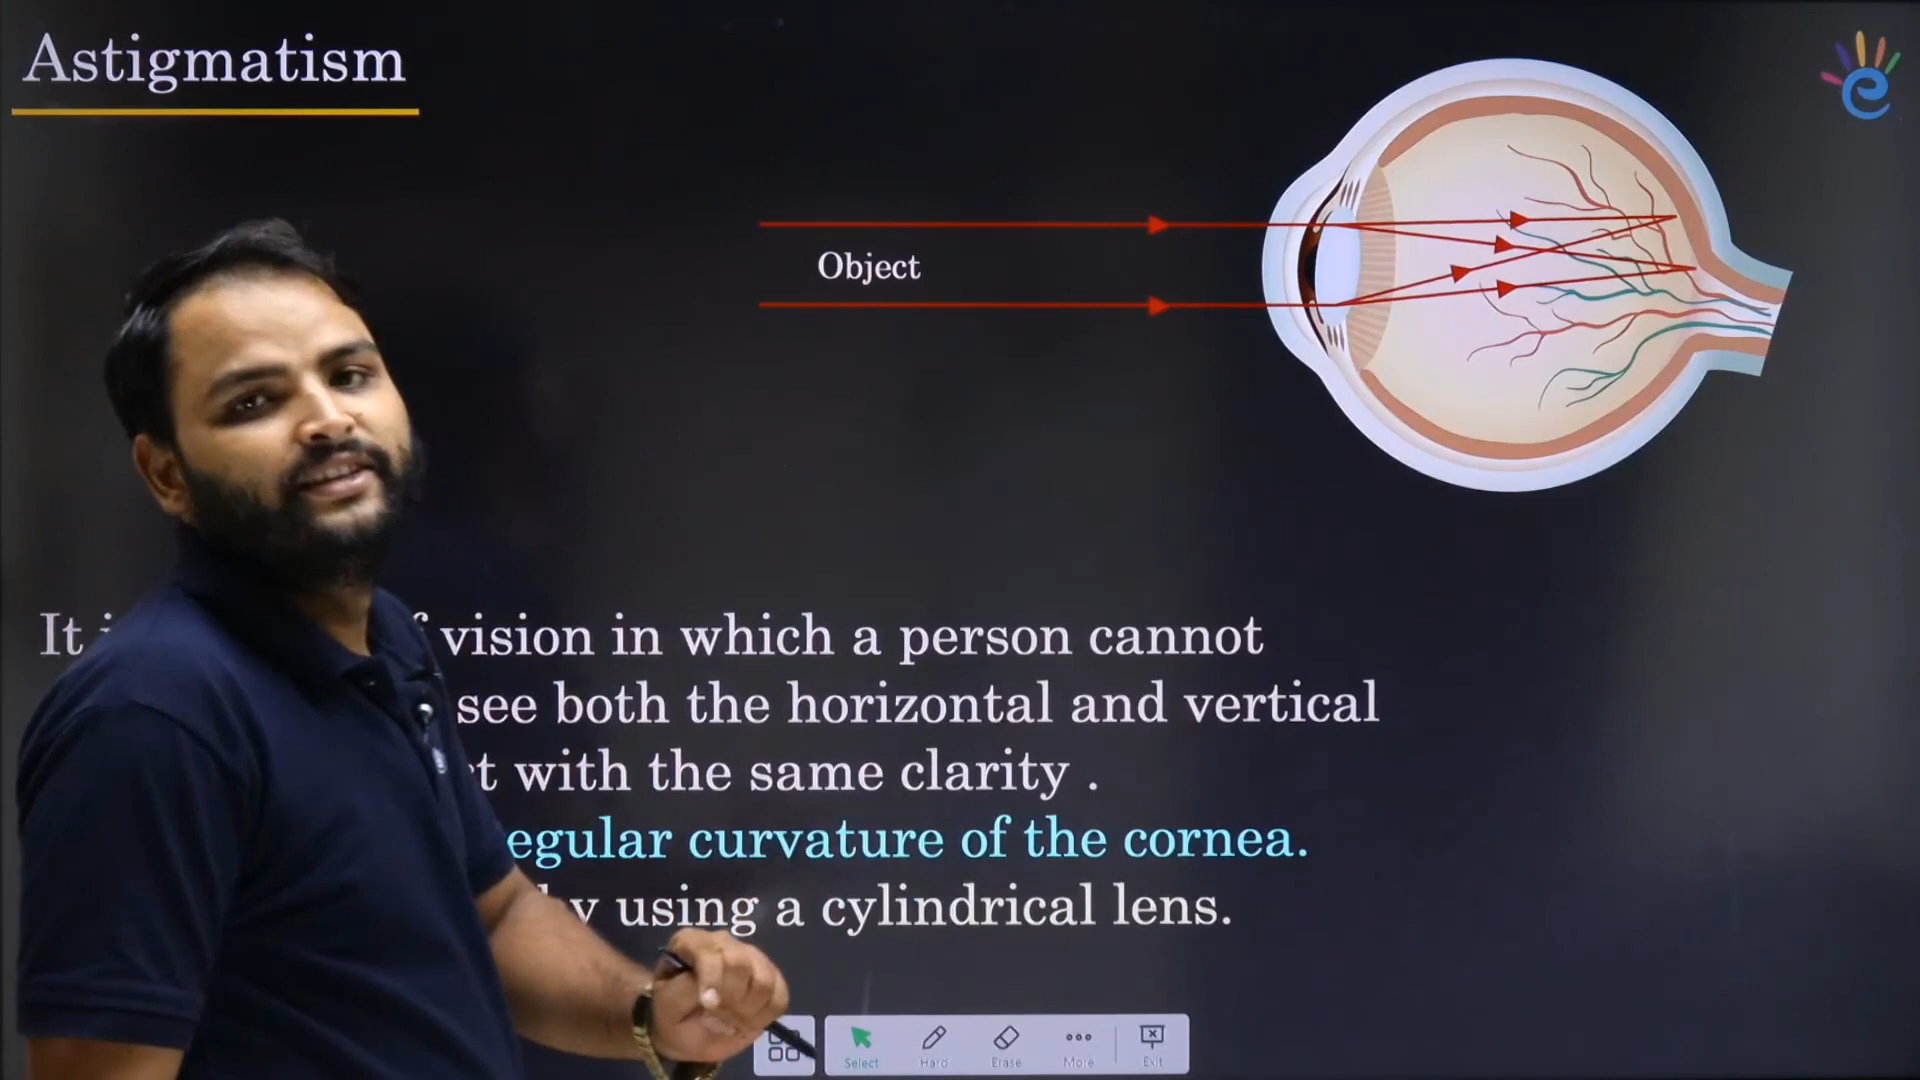 Astigmatism
Object
It vision in which a person cannot
see both the horizontal and vertical
with the same clarity .
curvature of the cornea.
using a cylindrical lens.
Select Hard Erase More Exit